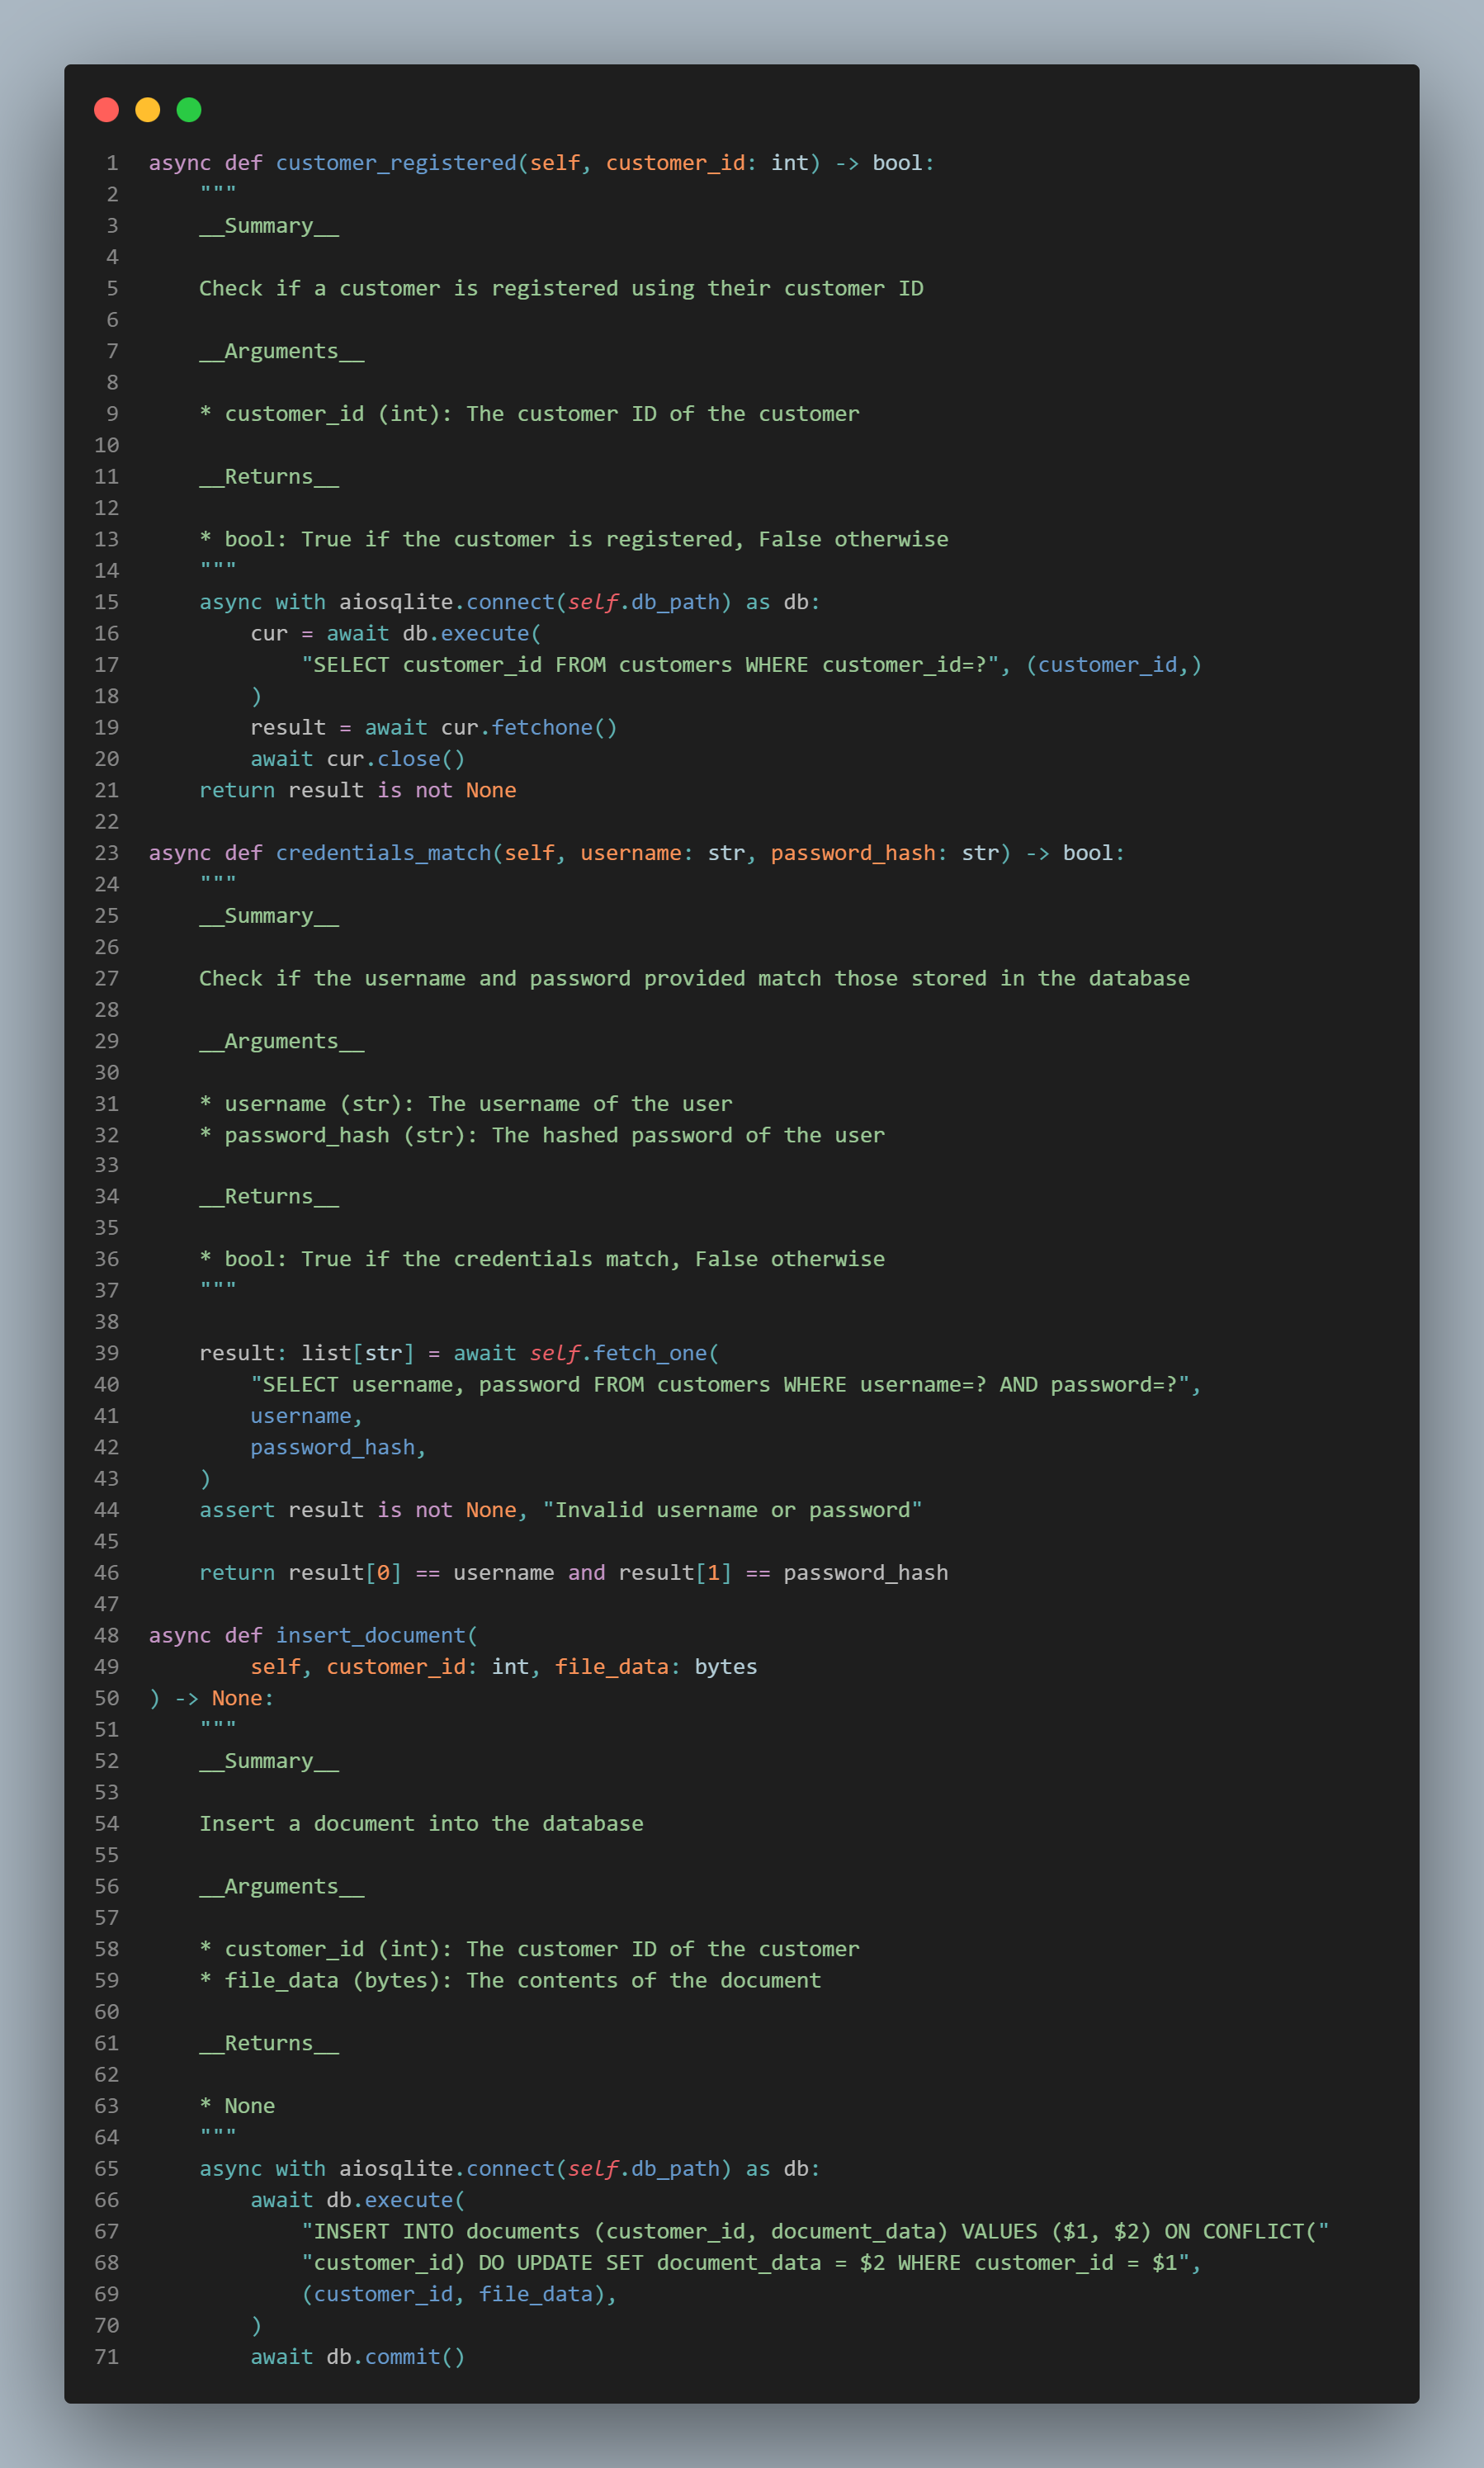 1 async def customer_registered(self, customer_id: int) -> bool:
2     """
3     __Summary__
4
5     Check if a customer is registered using their customer ID
6
7     __Arguments__
8
9     * customer_id (int): The customer ID of the customer
10
11     __Returns__
12
13     * bool: True if the customer is registered, False otherwise
14     """
15     async with aiosqlite.connect(self.db_path) as db:
16         cur = await db.execute(
17             "SELECT customer_id FROM customers WHERE customer_id=?", (customer_id,)
18         )
19         result = await cur.fetchone()
20         await cur.close()
21     return result is not None
22
23 async def credentials_match(self, username: str, password_hash: str) -> bool:
24     """
25     __Summary__
26
27     Check if the username and password provided match those stored in the database
28
29     __Arguments__
30
31     * username (str): The username of the user
32     * password_hash (str): The hashed password of the user
33
34     __Returns__
35
36     * bool: True if the credentials match, False otherwise
37     """
38
39     result: list[str] = await self.fetch_one(
40         "SELECT username, password FROM customers WHERE username=? AND password=?",
41         username,
42         password_hash,
43     )
44     assert result is not None, "Invalid username or password"
45
46     return result[0] == username and result[1] == password_hash
47
48 async def insert_document(
49         self, customer_id: int, file_data: bytes
50 ) -> None:
51     """
52     __Summary__
53
54     Insert a document into the database
55
56     __Arguments__
57
58     * customer_id (int): The customer ID of the customer
59     * file_data (bytes): The contents of the document
60
61     __Returns__
62
63     * None
64     """
65     async with aiosqlite.connect(self.db_path) as db:
66         await db.execute(
67             "INSERT INTO documents (customer_id, document_data) VALUES ($1, $2) ON CONFLICT("
68             "customer_id) DO UPDATE SET document_data = $2 WHERE customer_id = $1",
69             (customer_id, file_data),
70         )
71         await db.commit()